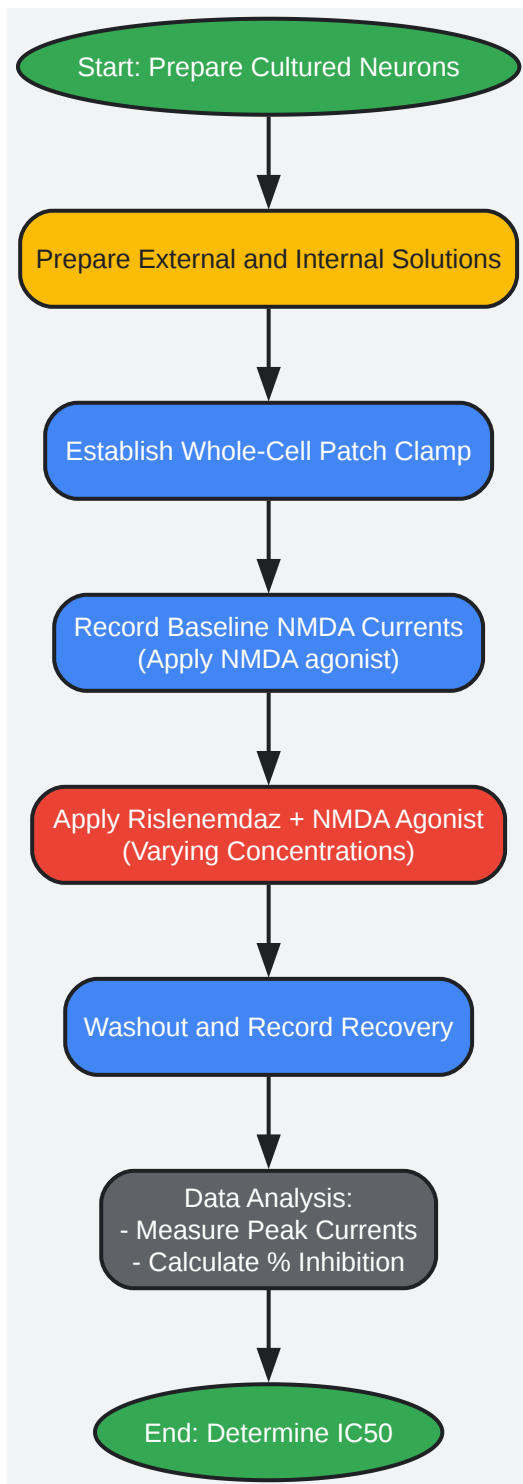 Start: Prepare Cultured Neurons
Prepare External and Internal Solutions
Establish Whole-Cell Patch Clamp
Record Baseline NMDA Currents
(Apply NMDA agonist)
Apply Rislenemdaz + NMDA Agonist
(Varying Concentrations)
Washout and Record Recovery
Data Analysis:
- Measure Peak Currents
- Calculate % Inhibition
End: Determine IC50